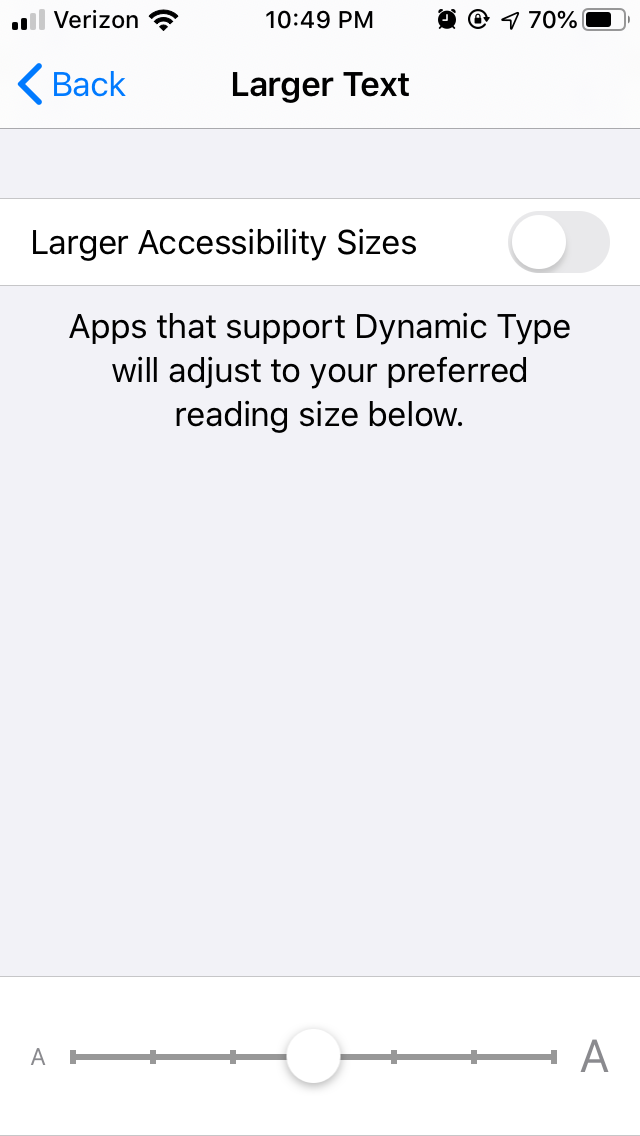 Verizon 10:49 PM 70%
Back Larger Text
Larger Accessibility Sizes
Apps that support Dynamic Type
will adjust to your preferred
reading size below.
A A